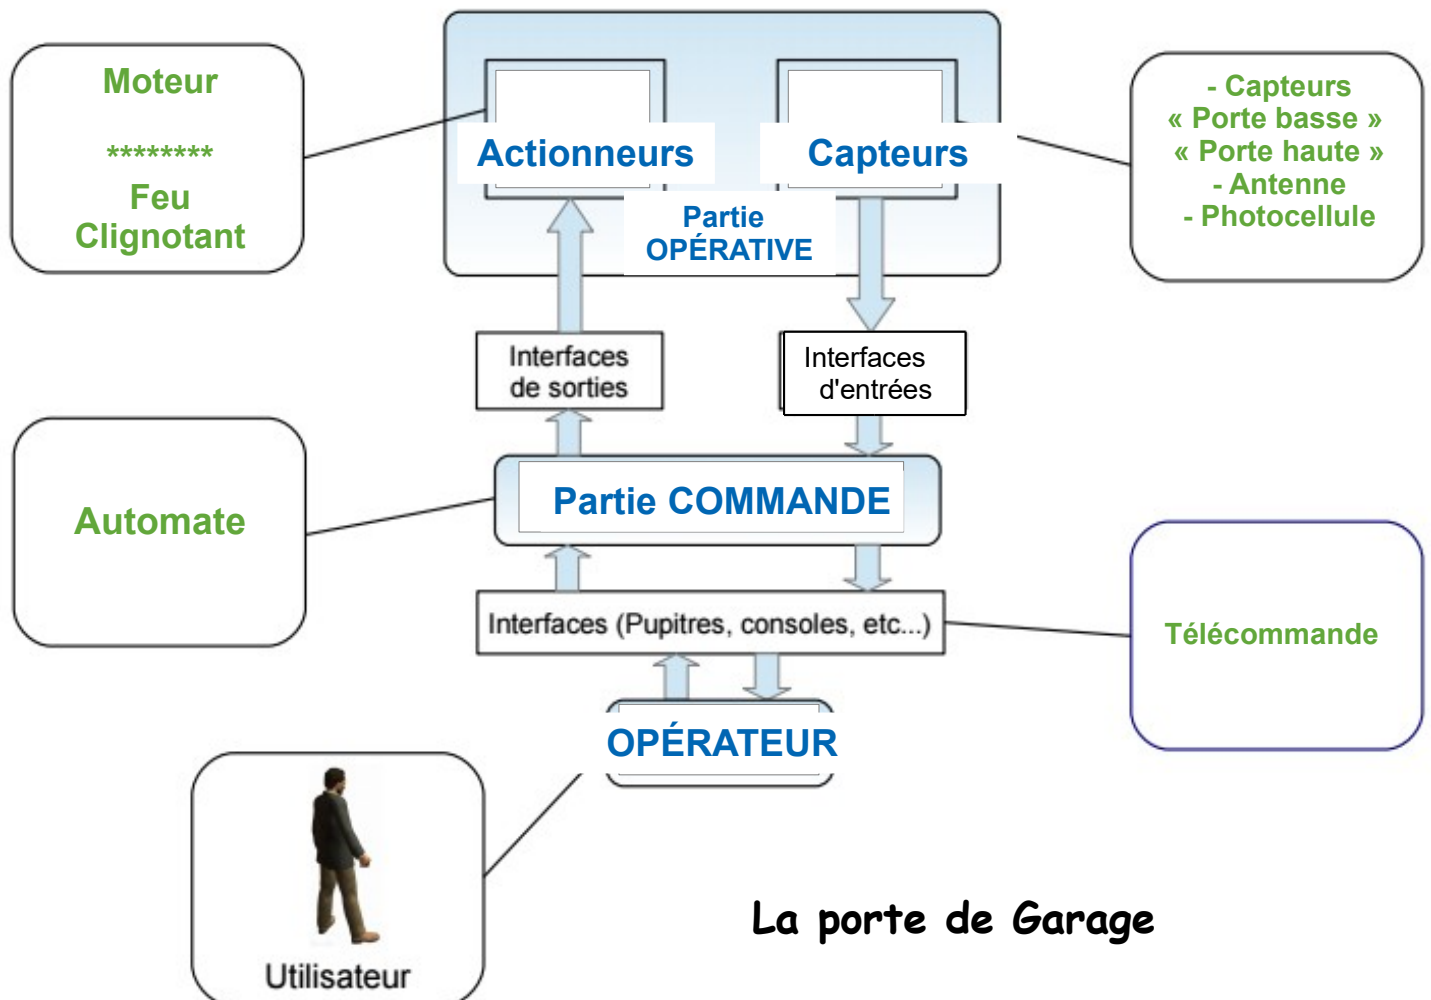 Moteur
********
Feu
Clignotant
Actionneurs
Capteurs
Partie
OPÉRATIVE
- Capteurs
« Porte basse »
« Porte haute »
- Antenne
- Photocellule
Interfaces
de sorties
Interfaces
d'entrées
Automate
Partie COMMANDE
Interfaces (Pupitres, consoles, etc...)
Télécommande
OPÉRATEUR
Utilisateur
La porte de Garage